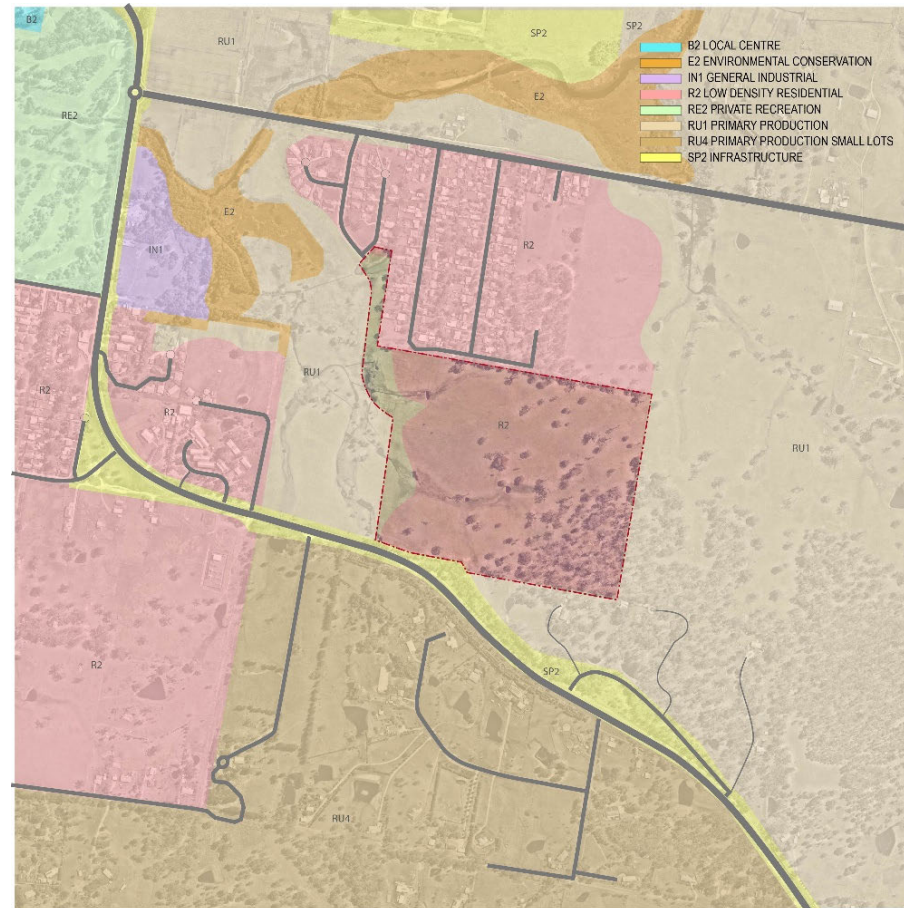 B2
RU1
SP2
SP2
B2 LOCAL CENTRE
E2 ENVIRONMENTAL CONSERVATION
IN1 GENERAL INDUSTRIAL
R2 LOW DENSITY RESIDENTIAL
RE2 PRIVATE RECREATION
RU1 PRIMARY PRODUCTION
RU4 PRIMARY PRODUCTION SMALL LOTS
SP2 INFRASTRUCTURE
E2
RE2
E2
IN1
R2
RU1
R2
R2
R2
RU1
R2
SP2
RU4